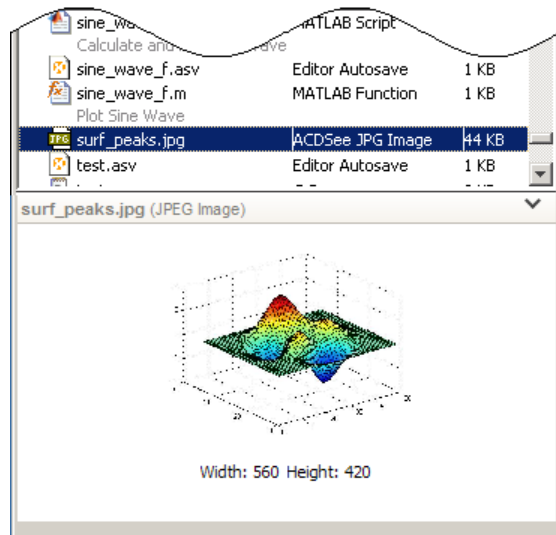 sine_wa MATLAB Script
Calculate and ve
sine_wave_f.asv Editor Autosave 1 KB
sine_wave_f.m MATLAB Function 1 KB
Plot Sine Wave
JPG surf_peaks.jpg ACDSee JPG Image 44 KB
test.asv Editor Autosave 1 KB
surf_peaks.jpg (JPEG Image)
Width: 560 Height: 420